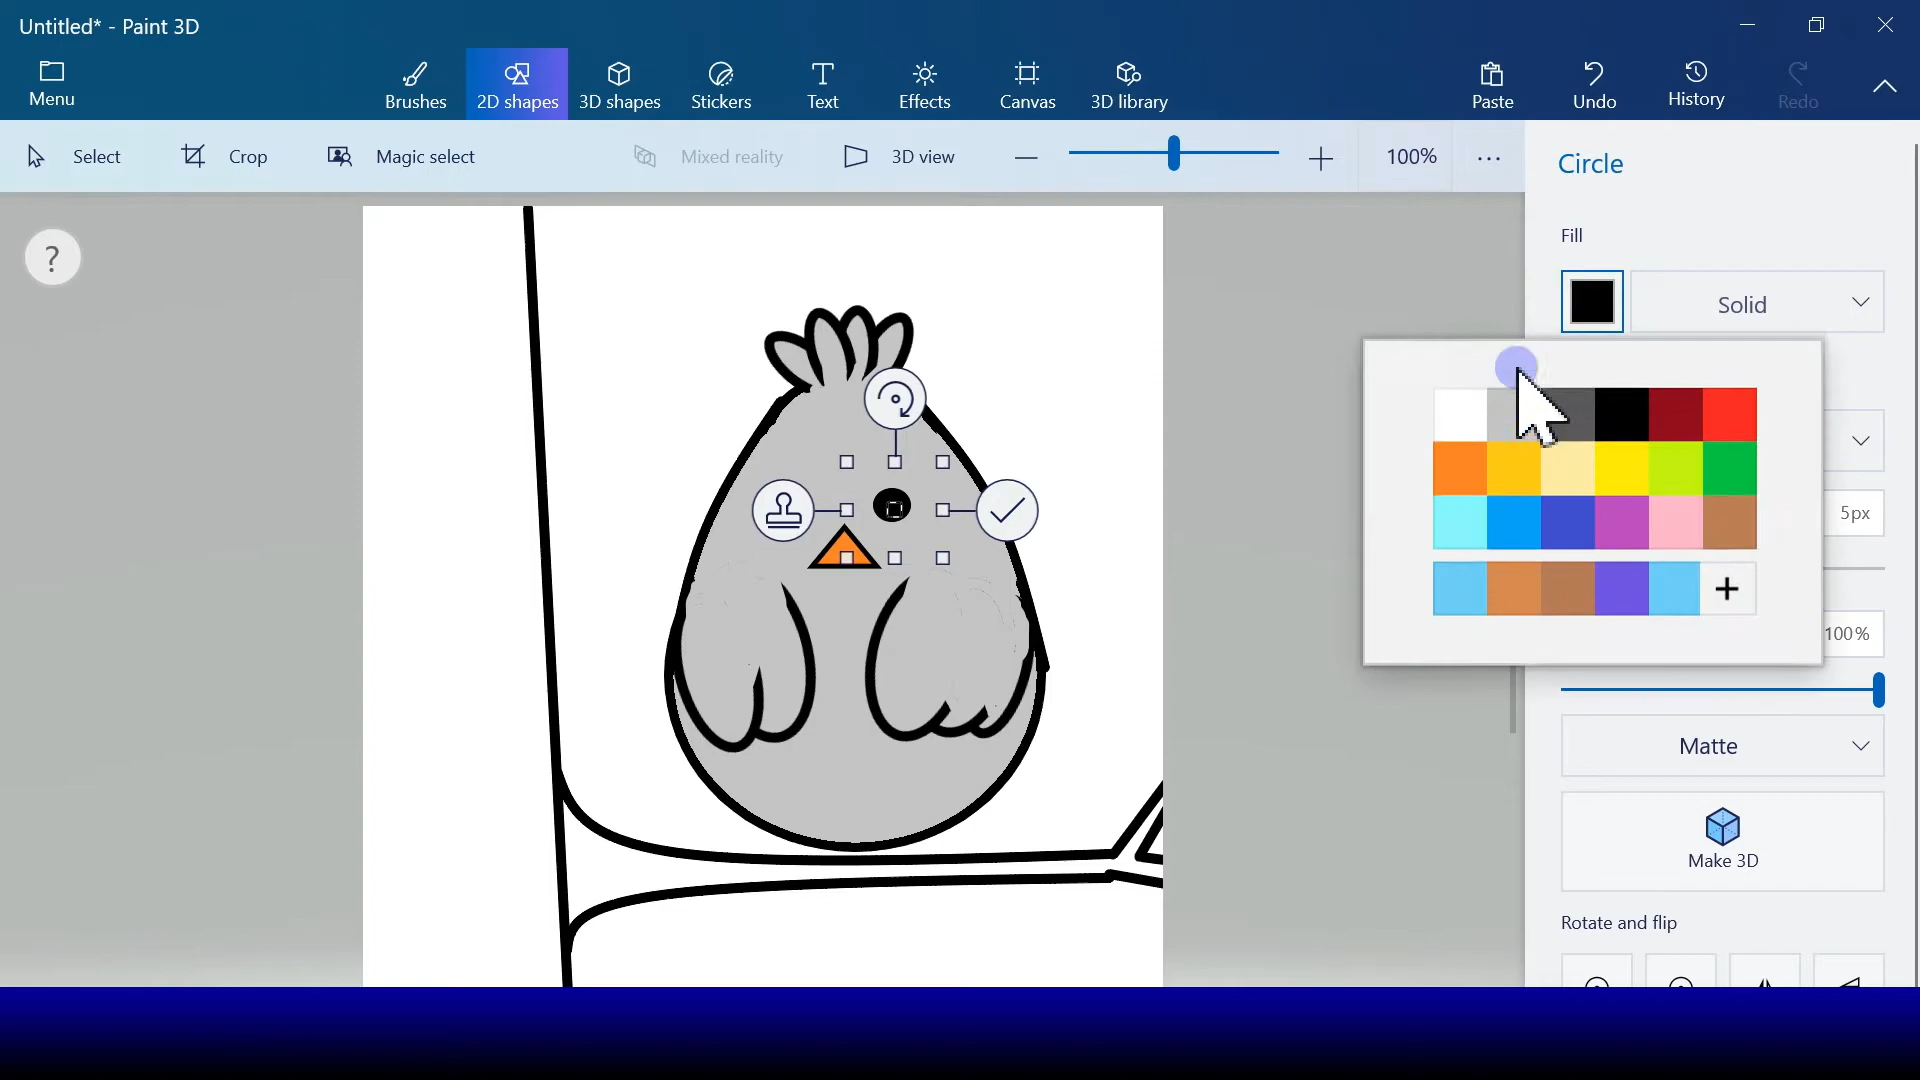 Untitled* - Paint 3D
Menu
Brushes
2D shapes
3D shapes
Stickers
Text
Effects
Canvas
3D library
Paste
Undo
History
Redo
Select
Crop
Magic select
Mixed reality
3D view
100%
Circle
?
Fill
Solid
5px
100%
Matte
Make 3D
Rotate and flip